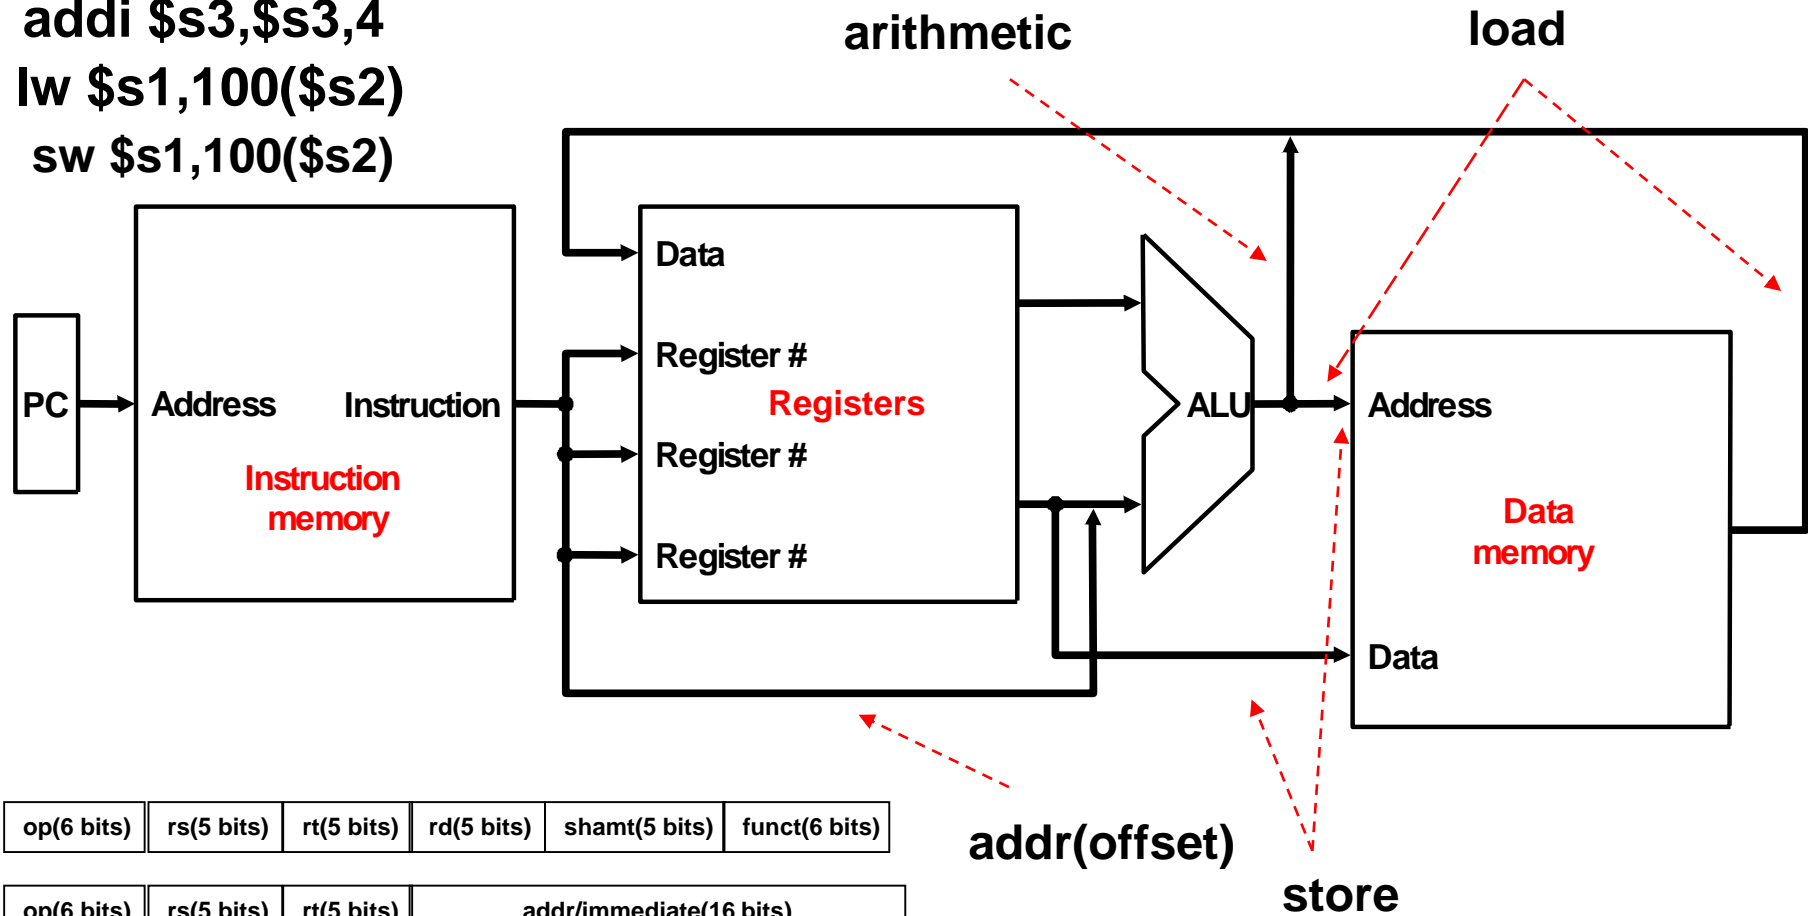 addi $s3,$s3,4
lw $s1,100($s2)
sw $s1,100($s2)
arithmetic
load
PC
Address
Instruction
Instruction
memory
Data
Register #
Registers
Register #
Register #
ALU
Address
Data
memory
Data
addr(offset)
store
op(6 bits) rs(5 bits) rt(5 bits) rd(5 bits) shamt(5 bits) funct(6 bits)
op(6 bits) rs(5 bits) rt(5 bits) addr/immediate(16 bits)